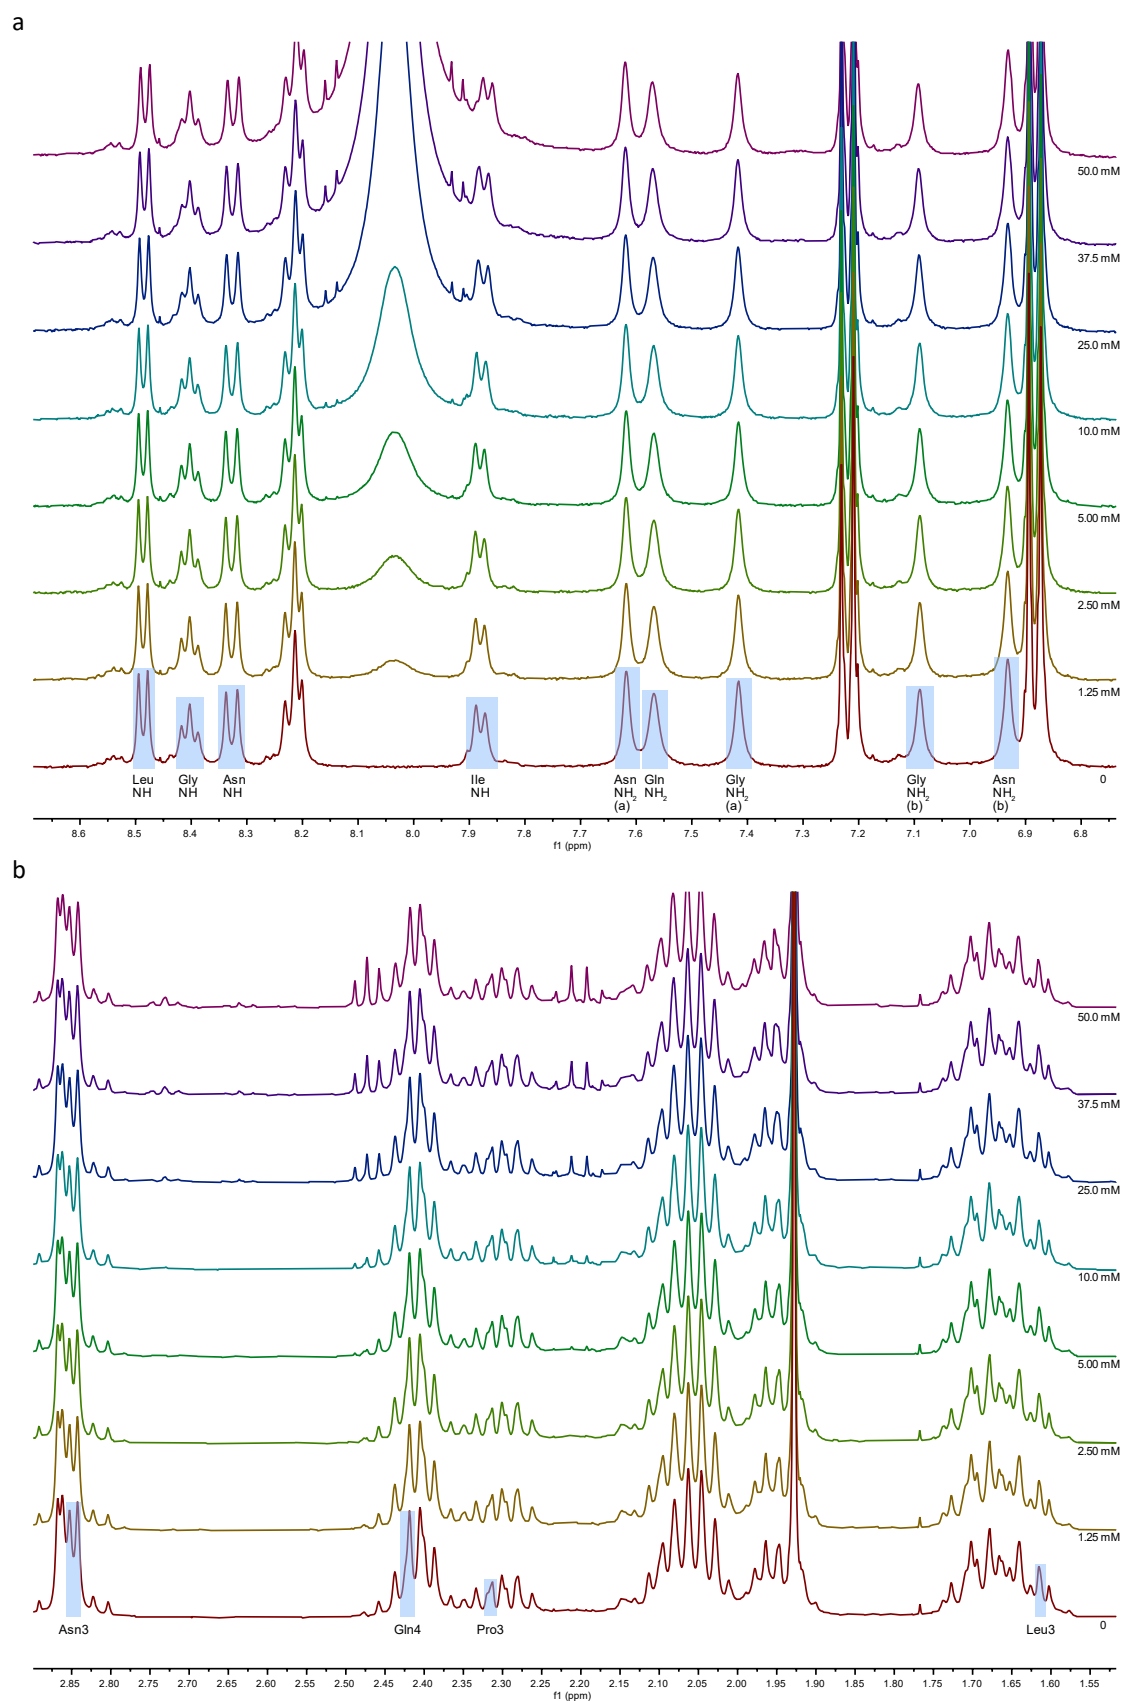 a
50.0 mM
37.5 mM
25.0 mM
10.0 mM
5.00 mM
2.50 mM
1.25 mM
0
Leu Gly Asn Ile Asn Gln Gly Gly Asn
NH NH NH NH NH2 NH2 NH2 NH2 NH2
(a) (a) (b) (b)
8.6 8.5 8.4 8.3 8.2 8.1 8.0 7.9 7.8 7.7 7.6 7.5 7.4 7.3 7.2 7.1 7.0 6.9 6.8
f1 (ppm)
b
50.0 mM
37.5 mM
25.0 mM
10.0 mM
5.00 mM
2.50 mM
1.25 mM
0
Asn3 Gln4 Pro3 Leu3
2.85 2.80 2.75 2.70 2.65 2.60 2.55 2.50 2.45 2.40 2.35 2.30 2.25 2.20 2.15 2.10 2.05 2.00 1.95 1.90 1.85 1.80 1.75 1.70 1.65 1.60 1.55
f1 (ppm)